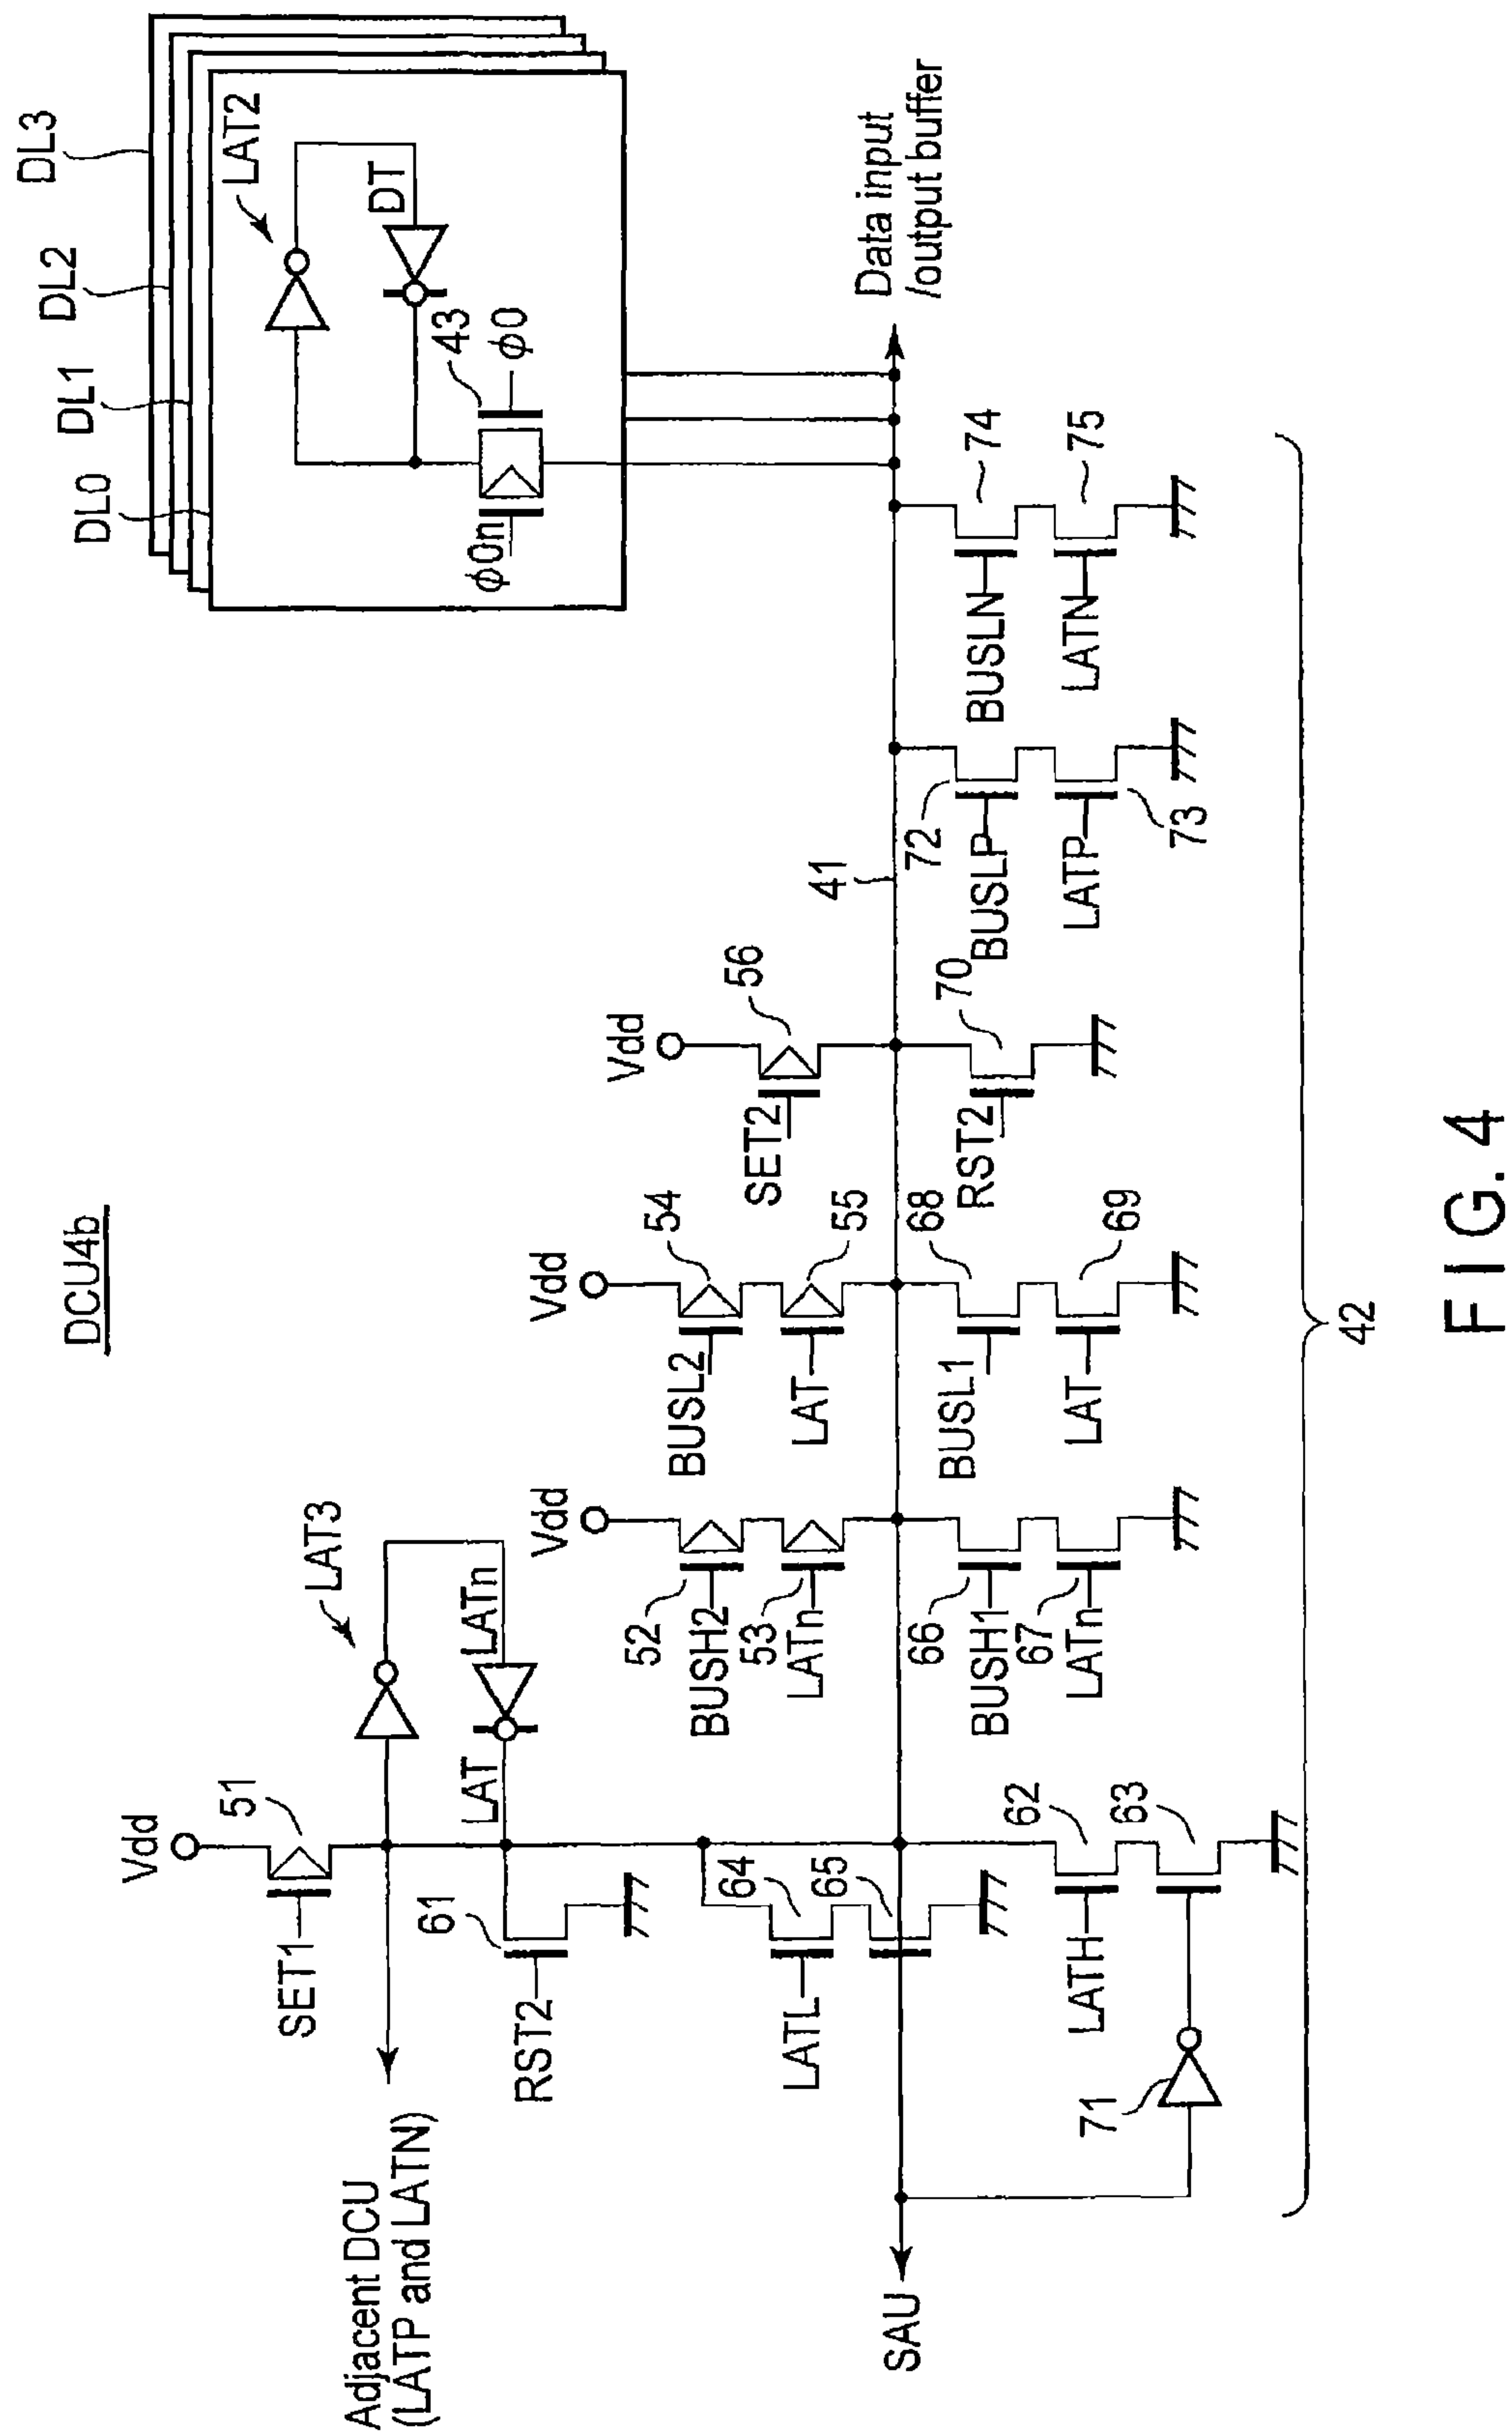 DCU4b
DL0
DL1
DL2
DL3
LAT2
DT
43
φ0
φ0n
Vdd
51
SET1
LAT3
LATn
LAT
Adjacent DCU
(LATP and LATN)
61
RST2
64
LATL
65
Vdd
52
BUSH2
53
LATn
Vdd
54
BUSL2
55
LAT
Vdd
56
SET2
41
Data input
/output buffer
SAU
71
62
LATH
63
66
BUSH1
67
LATn
68
BUSL1
69
LAT
70
RST2
72
BUSLP
LATP
73
74
BUSLN
75
LATN
42
FIG. 4